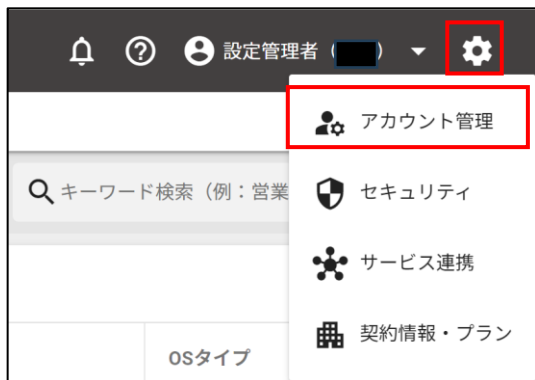 設定管理者（　）
アカウント管理
キーワード検索（例：営業
セキュリティ
サービス連携
契約情報・プラン
OSタイプ